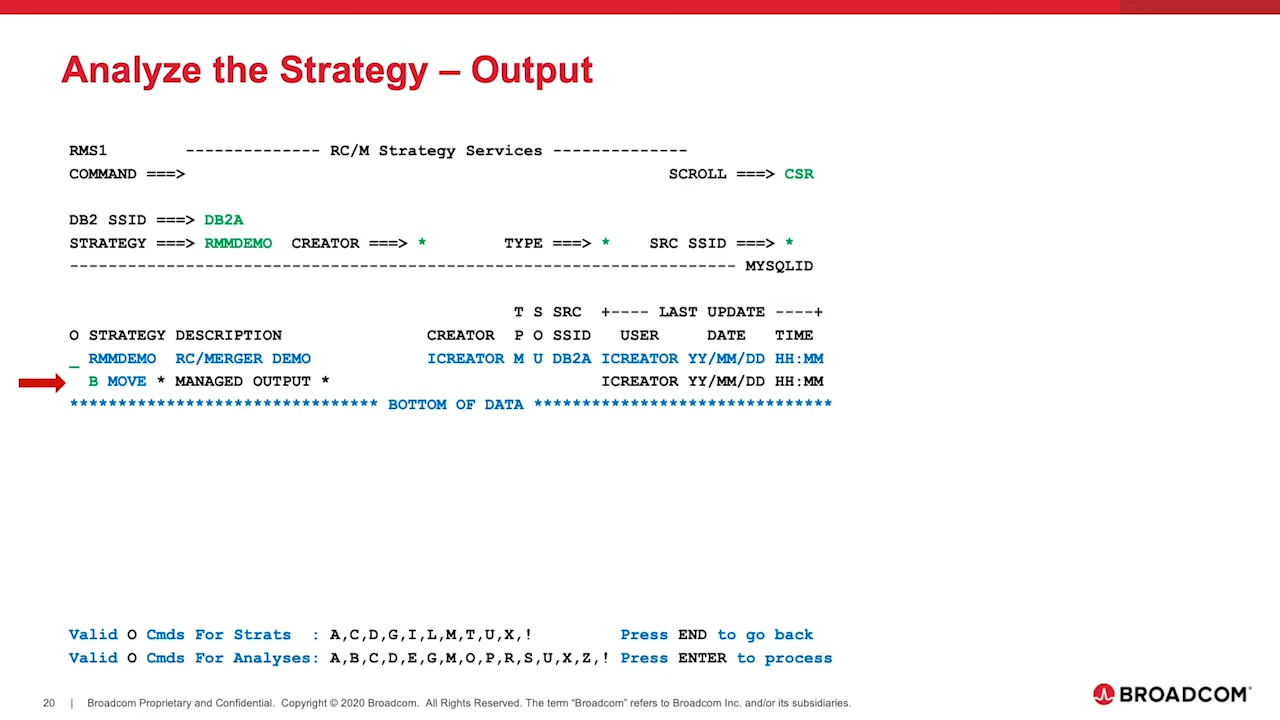 Analyze the Strategy – Output
RMS1 -------------- RC/M Strategy Services --------------
COMMAND ===> SCROLL ===> CSR
DB2 SSID ===> DB2A
STRATEGY ===> RMMDEMO CREATOR ===> * TYPE ===> * SRC SSID ===> *
--------------------------------------------------------------------- MYSQLID
T S SRC +---- LAST UPDATE ----+
O STRATEGY DESCRIPTION CREATOR P O SSID USER DATE TIME
_ RMMDEMO RC/MERGER DEMO ICREATOR M U DB2A ICREATOR YY/MM/DD HH:MM
B MOVE * MANAGED OUTPUT * ICREATOR YY/MM/DD HH:MM
******************************** BOTTOM OF DATA *******************************
Valid O Cmds For Strats : A,C,D,G,I,L,M,T,U,X,! Press END to go back
Valid O Cmds For Analyses: A,B,C,D,E,G,M,O,P,R,S,U,X,Z,! Press ENTER to process
20 | Broadcom Proprietary and Confidential. Copyright © 2020 Broadcom. All Rights Reserved. The term “Broadcom” refers to Broadcom Inc. and/or its subsidiaries.
BROADCOM®